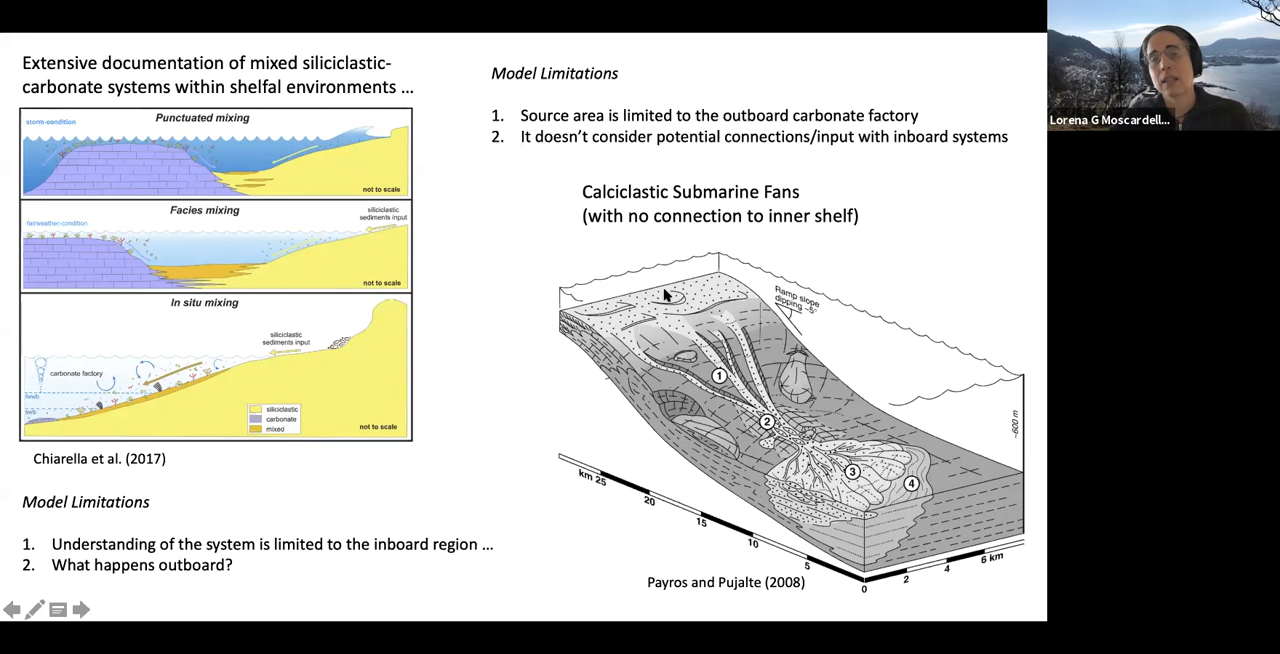 Extensive documentation of mixed siliciclastic-
carbonate systems within shelfal environments ...
storm-condition
Punctuated mixing
not to scale
Facies mixing
fairweather-condition
siliciclastic
sediments input
not to scale
In situ mixing
siliciclastic
sediments input
carbonate factory
fwwb
swb
siliciclastic
carbonate
mixed
not to scale
Chiarella et al. (2017)
Model Limitations
1. Understanding of the system is limited to the inboard region ...
2. What happens outboard?
Model Limitations
1. Source area is limited to the outboard carbonate factory
2. It doesn't consider potential connections/input with inboard systems
Calciclastic Submarine Fans
(with no connection to inner shelf)
Ramp slope
dipping ~5°
1
2
3
4
~600 m
km 25
20
15
10
5
0
2
4
6 km
Payros and Pujalte (2008)
Lorena G Moscardell...